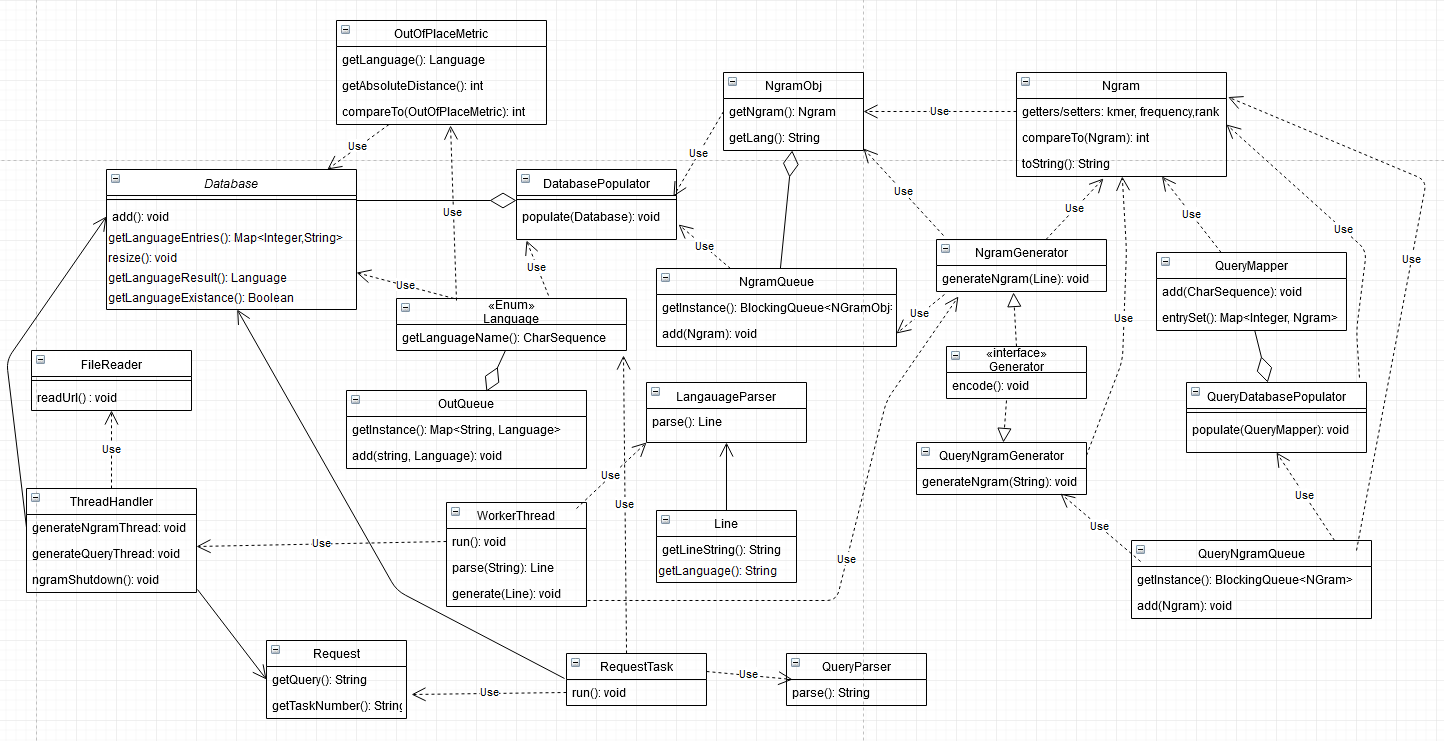 OutOfPlaceMetric
getLanguage(): Language
getAbsoluteDistance(): int
compareTo(OutOfPlaceMetric): int
Use
NgramObj
getNgram(): Ngram
getLang(): String
Use
Ngram
getters/setters: kmer, frequency,rank
compareTo(Ngram): int
toString(): String
Use
Database
add(): void
getLanguageEntries(): Map<Integer,String>
resize(): void
getLanguageResult(): Language
getLanguageExistance(): Boolean
DatabasePopulator
populate(Database): void
Use
Use
Use
Use
Use
Use
Use
Use
Use
NgramGenerator
generateNgram(Line): void
QueryMapper
add(CharSequence): void
entrySet(): Map<Integer, Ngram>
Use
NgramQueue
getInstance(): BlockingQueue<NGramObj>
add(Ngram): void
Use
«Enum»
Language
getLanguageName(): CharSequence
Use
FileReader
readUrl() : void
«interface»
Generator
encode(): void
OutQueue
getInstance(): Map<String, Language>
add(string, Language): void
LangauageParser
parse(): Line
QueryDatabasePopulator
populate(QueryMapper): void
Use
QueryNgramGenerator
generateNgram(String): void
Use
Use
Use
ThreadHandler
generateNgramThread: void
generateQueryThread: void
ngramShutdown(): void
Use
WorkerThread
run(): void
parse(String): Line
generate(Line): void
Line
getLineString(): String
getLanguage(): String
Use
Use
QueryNgramQueue
getInstance(): BlockingQueue<NGram>
add(Ngram): void
Request
getQuery(): String
getTaskNumber(): String
Use
RequestTask
run(): void
Use
QueryParser
parse(): String